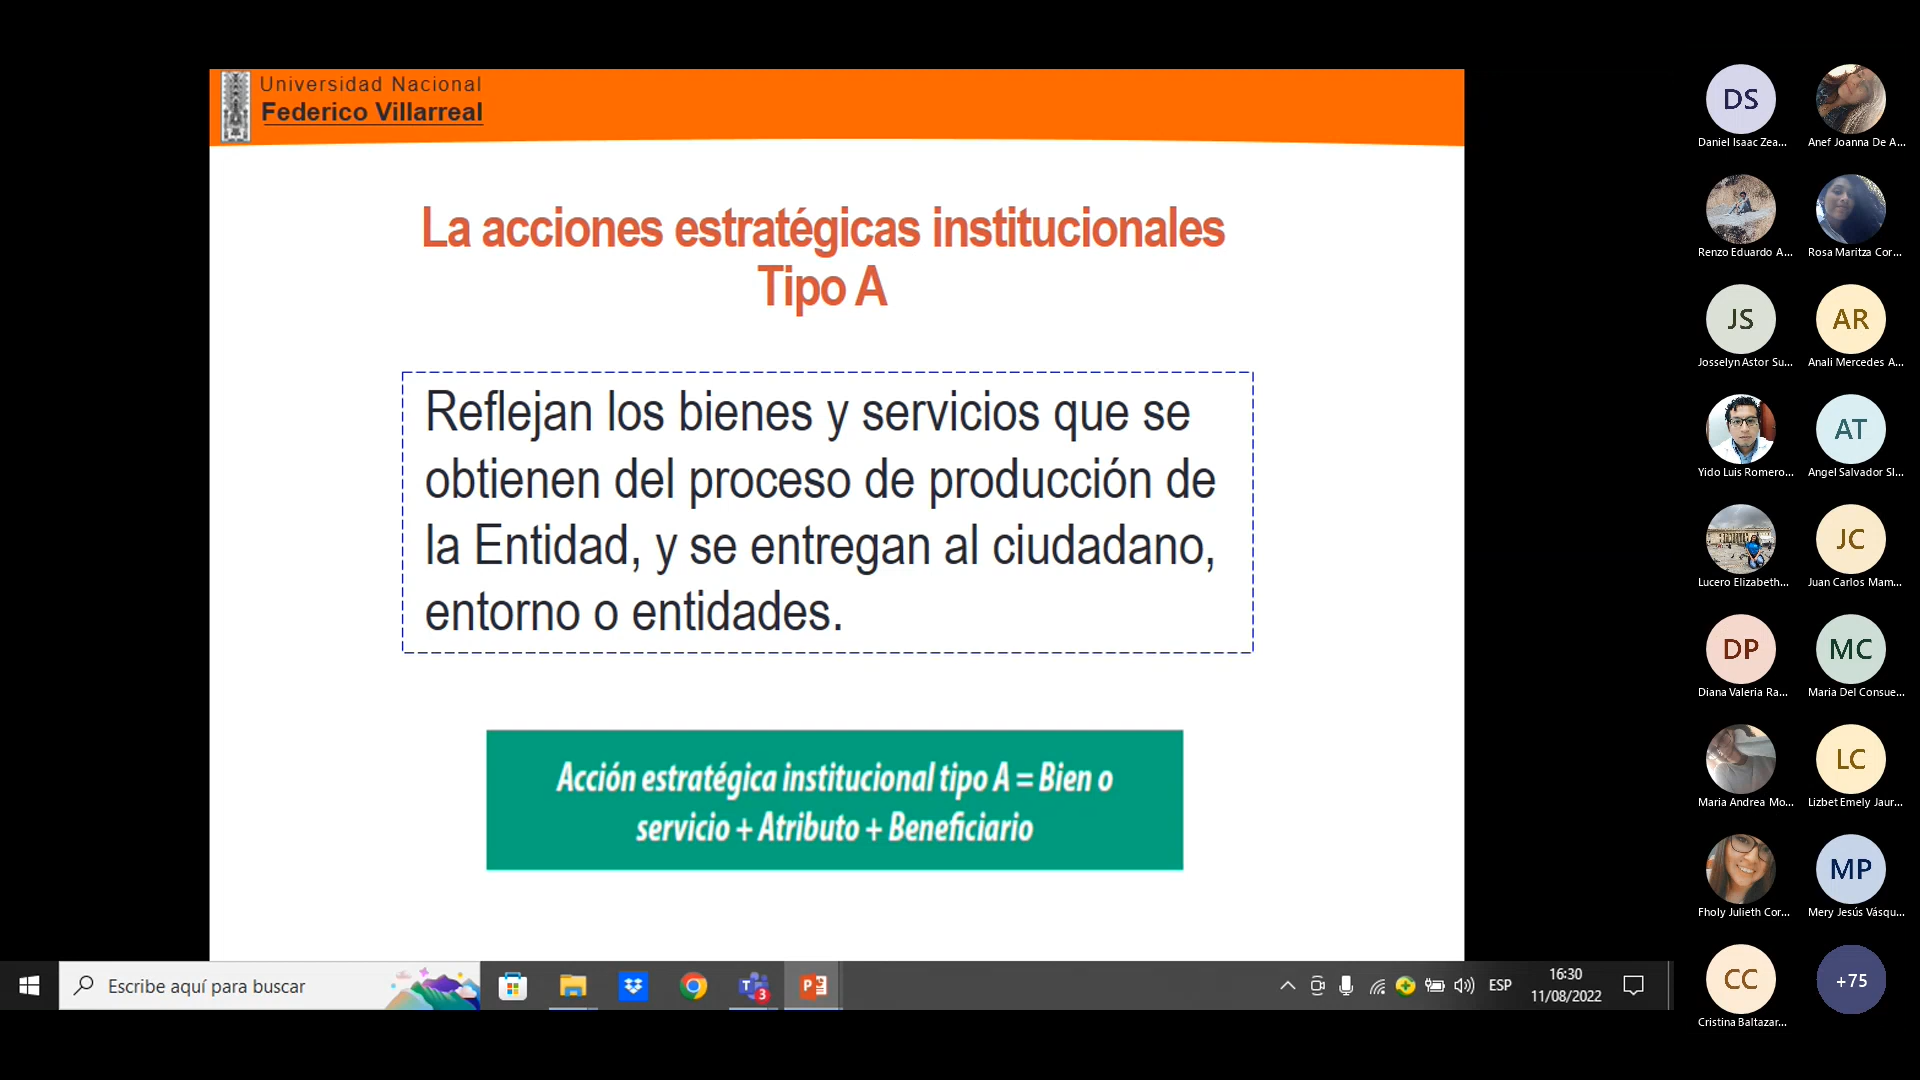 Universidad Nacional
Federico Villarreal
La acciones estratégicas institucionales
Tipo A
Reflejan los bienes y servicios que se
obtienen del proceso de producción de
la Entidad, y se entregan al ciudadano,
entorno o entidades.
Acción estratégica institucional tipo A = Bien o
servicio + Atributo + Beneficiario
Escribe aquí para buscar
T
3
P
ESP
16:30
11/08/2022
DS
Daniel Isaac Zea...
Anef Joanna De A...
Renzo Eduardo A...
Rosa Maritza Cor...
JS
Josselyn Astor Su...
AR
Anali Mercedes A...
Yido Luis Romero...
AT
Angel Salvador Sl...
Lucero Elizabeth...
JC
Juan Carlos Mam...
DP
Diana Valeria Ra...
MC
Maria Del Consue...
Maria Andrea Mo...
LC
Lizbet Emely Jaur...
Fholy Julieth Cor...
MP
Mery Jesús Vásqu...
CC
Cristina Baltazar...
+75